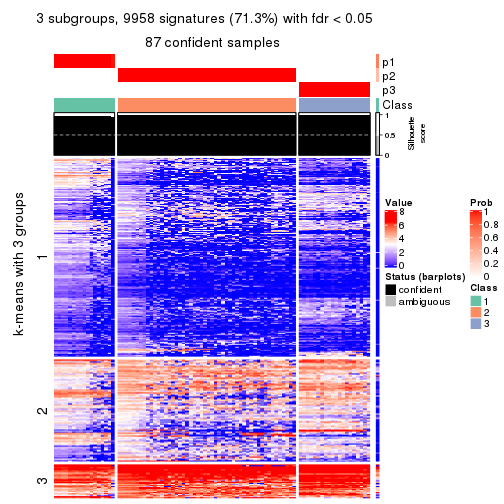 3 subgroups, 9958 signatures (71.3%) with fdr < 0.05
87 confident samples
p1
p2
p3
Class
1
0.5
0
Silhouette
score
k-means with 3 groups
1
2
3
Value
8
6
4
2
0
Status (barplots)
confident
ambiguous
Prob
1
0.8
0.6
0.4
0.2
0
Class
1
2
3